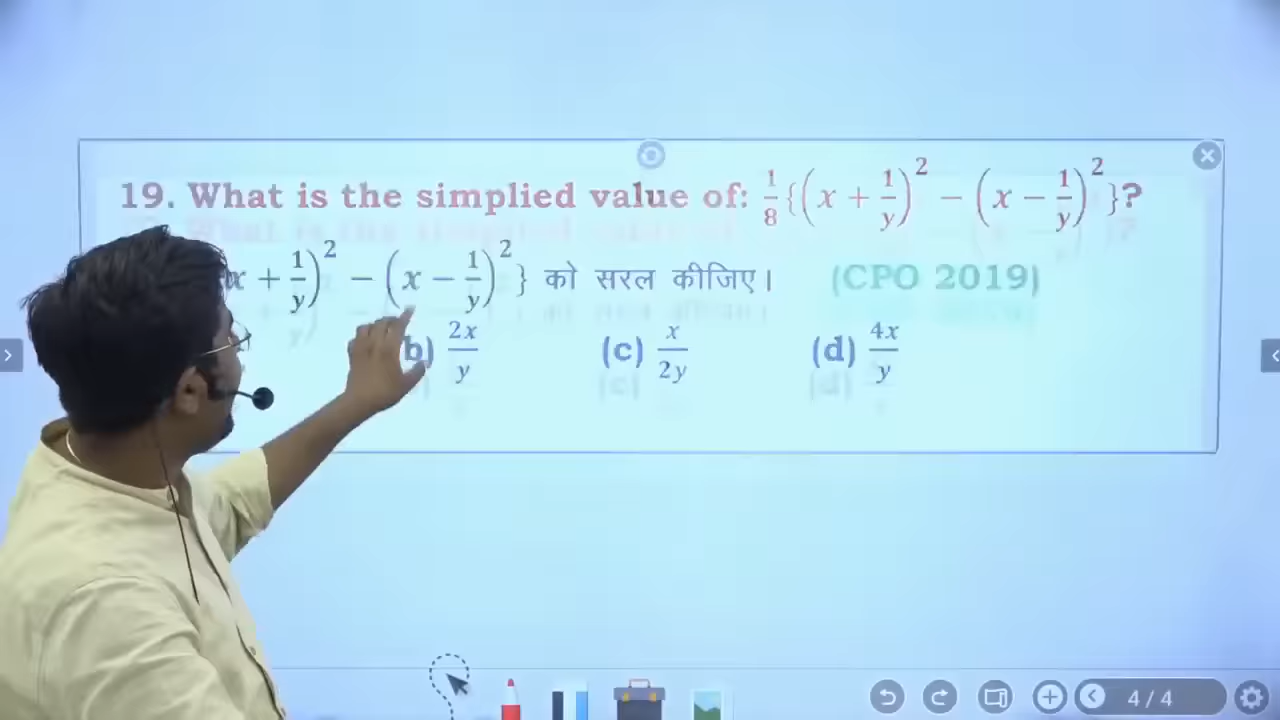 19. What is the simplied value of: 1/8{(x + 1/y)² − (x − 1/y)²}?
x + 1/y)² − (x − 1/y)²} को सरल कीजिए। (CPO 2019)
b) 2x/y (c) x/2y (d) 4x/y
4 / 4